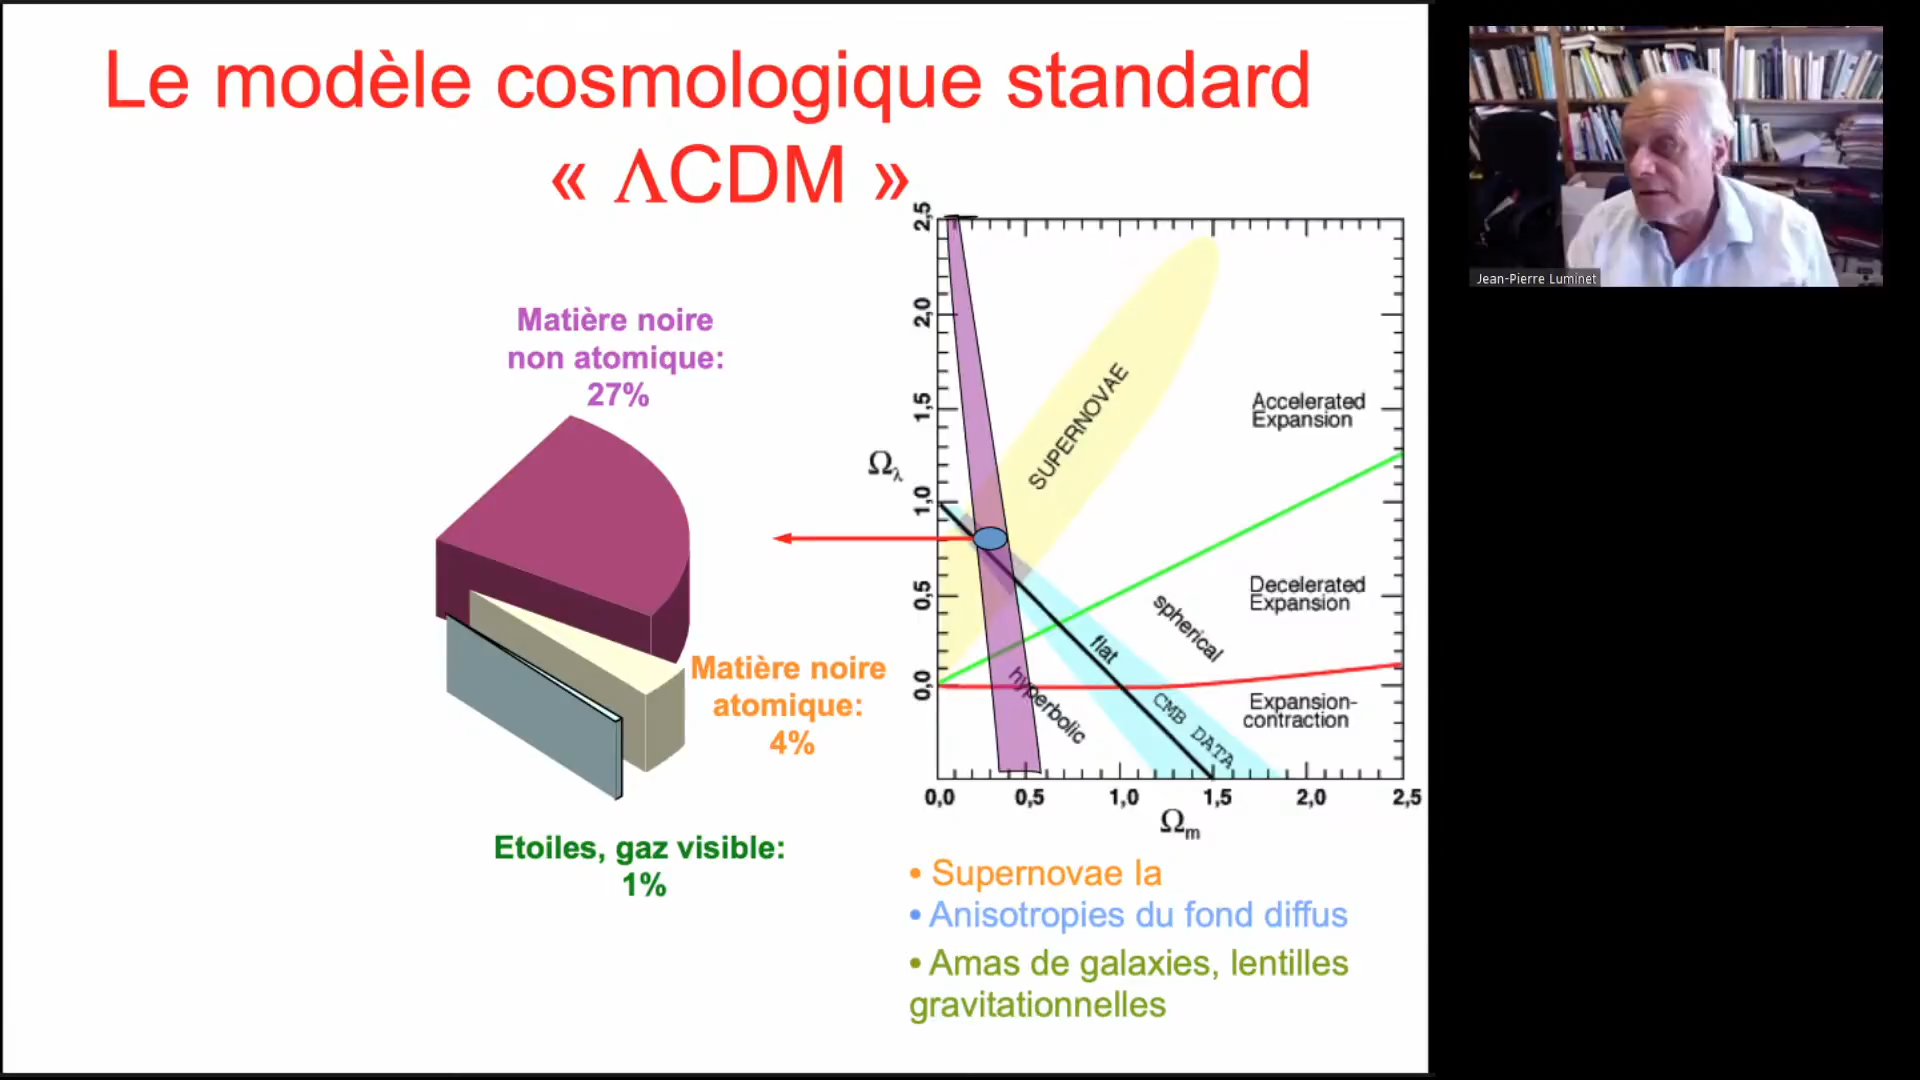 Le modèle cosmologique standard
« ΛCDM »
Matière noire
non atomique:
27%
Matière noire
atomique:
4%
Etoiles, gaz visible:
1%
2,5
2,0
1,5
1,0
0,5
0,0
Ωλ
SUPERNOVAE
Accelerated
Expansion
Decelerated
Expansion
spherical
flat
hyperbolic
CMB DATA
Expansion-
contraction
0,0 0,5 1,0 1,5 2,0 2,5
Ωm
• Supernovae Ia
• Anisotropies du fond diffus
• Amas de galaxies, lentilles
gravitationnelles
Jean-Pierre Luminet